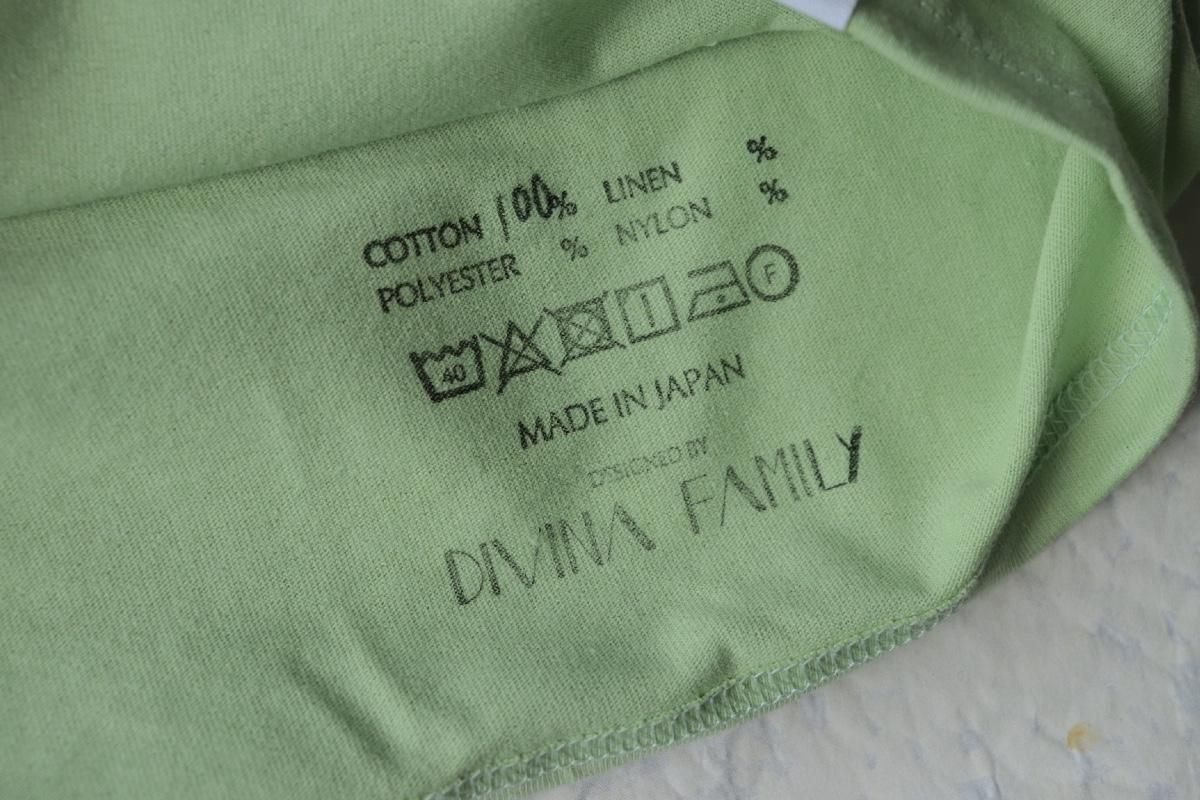 COTTON 100% LINEN %
POLYESTER % NYLON %
40 F
MADE IN JAPAN
DESIGNED BY
DIVINA FAMILY